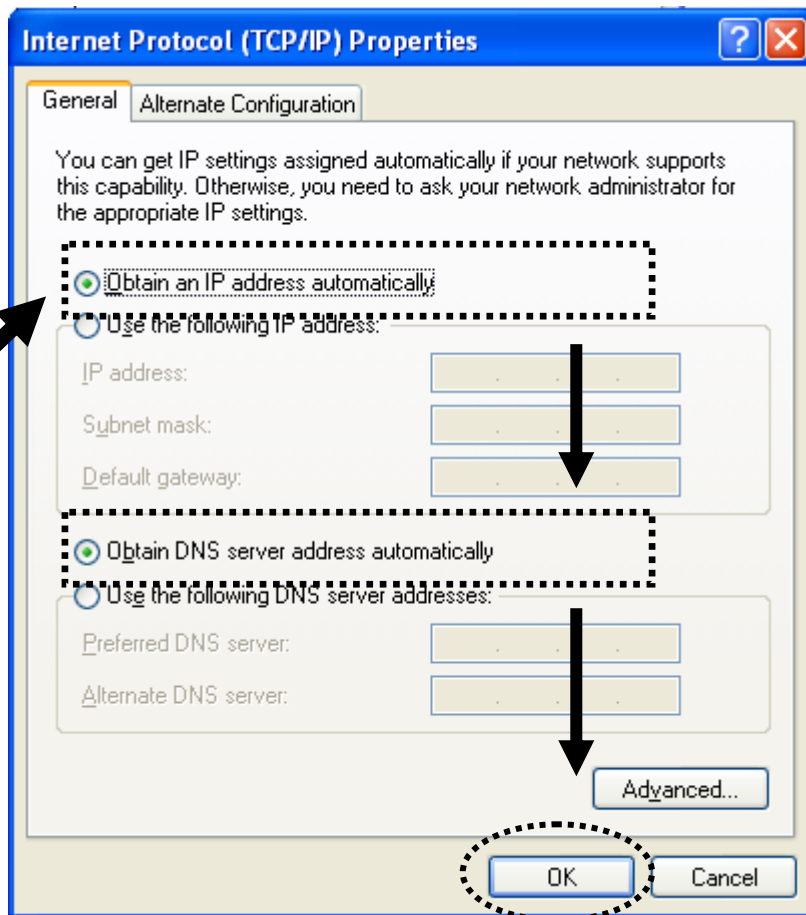 Internet Protocol (TCP/IP) Properties
General Alternate Configuration
You can get IP settings assigned automatically if your network supports
this capability. Otherwise, you need to ask your network administrator for
the appropriate IP settings.
Obtain an IP address automatically
Use the following IP address:
IP address:
Subnet mask:
Default gateway:
Obtain DNS server address automatically
Use the following DNS server addresses:
Preferred DNS server:
Alternate DNS server:
Advanced...
OK Cancel